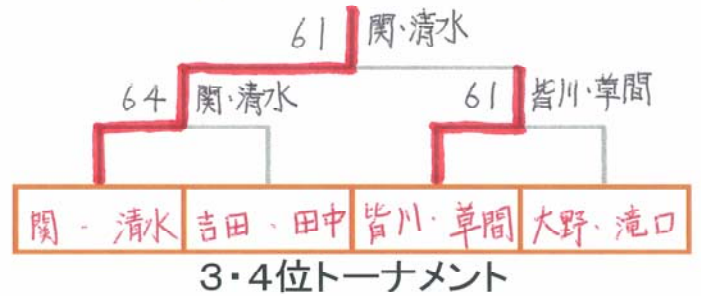 61 関・清水
64 関・清水 61 皆川・草間
関・清水 吉田・田中 皆川・草間 大野・滝口
3・4位トーナメント